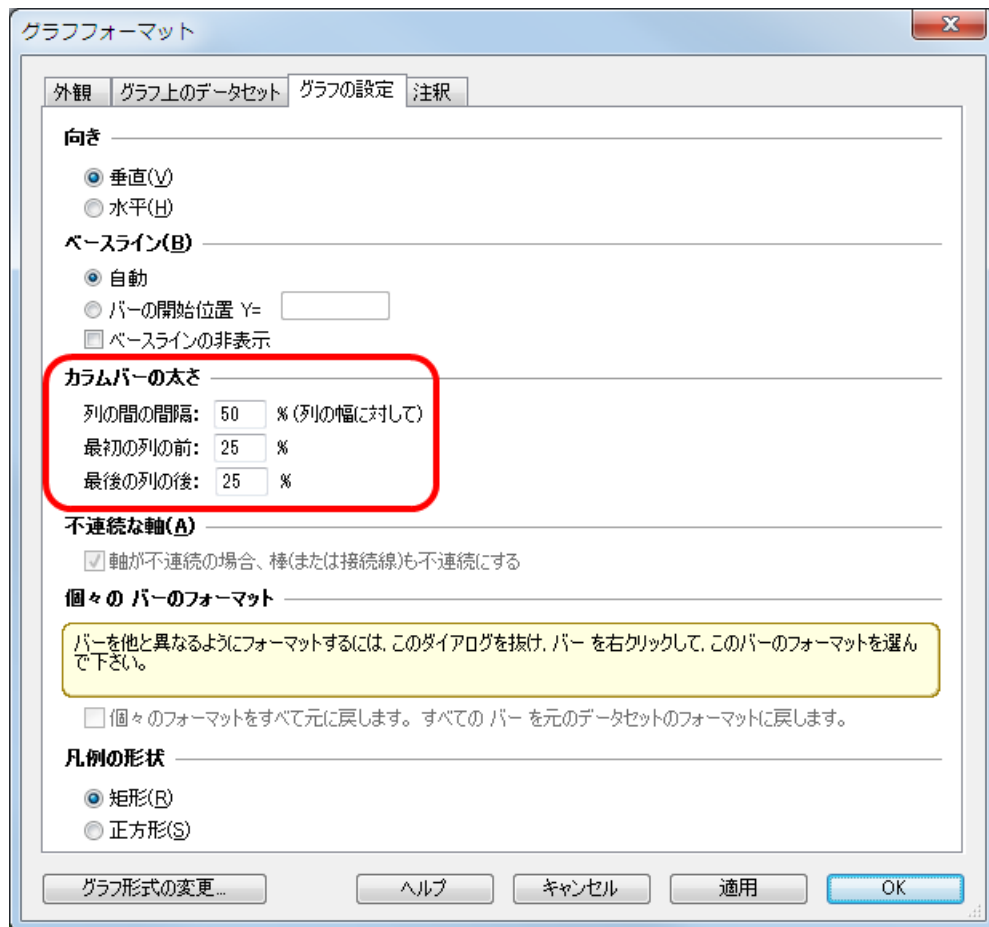 グラフフォーマット
外観 グラフ上のデータセット グラフの設定 注釈
向き
垂直(V)
水平(H)
ベースライン(B)
自動
バーの開始位置 Y=
ベースラインの非表示
カラムバーの太さ
列の間の間隔: 50 % (列の幅に対して)
最初の列の前: 25 %
最後の列の後: 25 %
不連続な軸(A)
軸が不連続の場合、棒(または接続線)も不連続にする
個々の バーのフォーマット
バーを他と異なるようにフォーマットするには, このダイアログを抜け, バー を右クリックして, このバーのフォーマットを選ん
で下さい。
個々のフォーマットをすべて元に戻します。すべての バー を元のデータセットのフォーマットに戻します。
凡例の形状
矩形(R)
正方形(S)
グラフ形式の変更... ヘルプ キャンセル 適用 OK